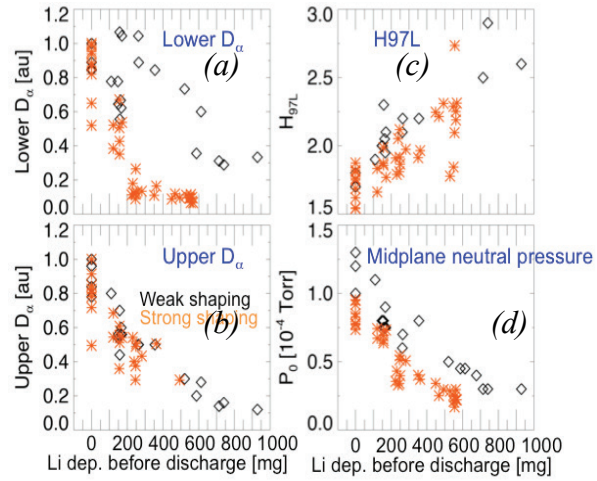 Lower Dα
(a)
Lower Dα [au]
1.2
1.0
0.8
0.6
0.4
0.2
0.0
H97L
(c)
H97L
3.0
2.5
2.0
1.5
Upper Dα
Weak shaping
Strong shaping
(b)
Upper Dα [au]
1.2
1.0
0.8
0.6
0.4
0.2
0.0
0 200 400 600 800
Li dep. before discharge [mg]
Midplane neutral pressure
(d)
P0 [10-4 Torr]
1.5
1.0
0.5
0.0
0 200 400 600 800 1000
Li dep. before discharge [mg]